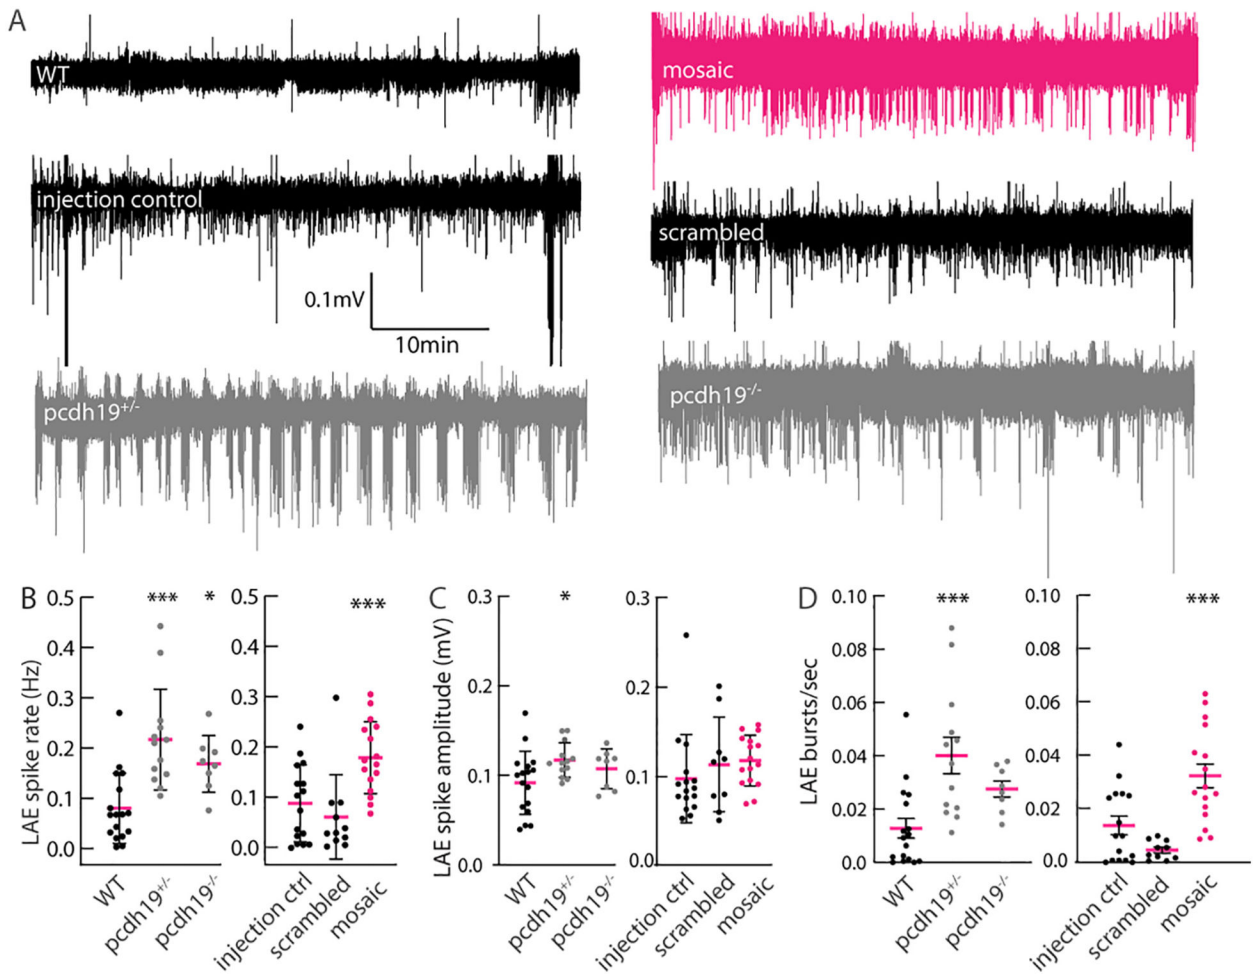 A
WT
mosaic
injection control
scrambled
0.1mV
10min
pcdh19+/-
pcdh19-/-
B
LAE spike rate (Hz)
0.5
0.4
0.3
0.2
0.1
0.0
*** *
WT
pcdh19+/-
pcdh19-/-
0.5
0.4
0.3
0.2
0.1
0.0
***
injection ctrl
scrambled
mosaic
C
LAE spike amplitude (mV)
0.3
0.2
0.1
0.0
*
WT
pcdh19+/-
pcdh19-/-
0.3
0.2
0.1
0.0
injection ctrl
scrambled
mosaic
D
LAE bursts/sec
0.10
0.08
0.06
0.04
0.02
0.00
***
WT
pcdh19+/-
pcdh19-/-
0.10
0.08
0.06
0.04
0.02
0.00
***
injection ctrl
scrambled
mosaic